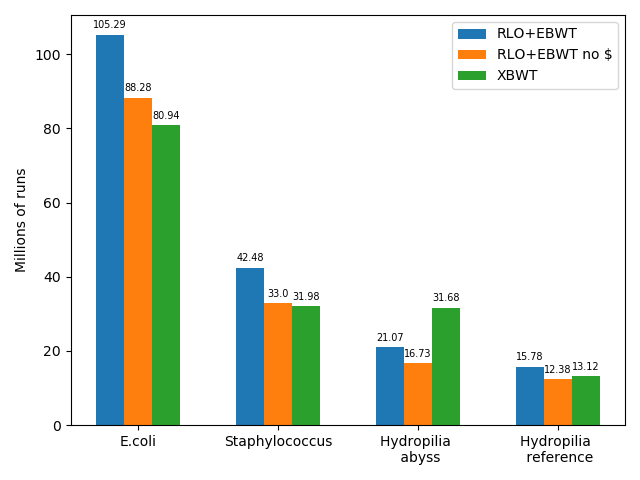 105.29
88.28
80.94
42.48
33.0
31.98
21.07
16.73
31.68
15.78
12.38
13.12
RLO+EBWT
RLO+EBWT no $
XBWT
Millions of runs
100
80
60
40
20
0
E.coli
Staphylococcus
Hydropilia
abyss
Hydropilia
reference